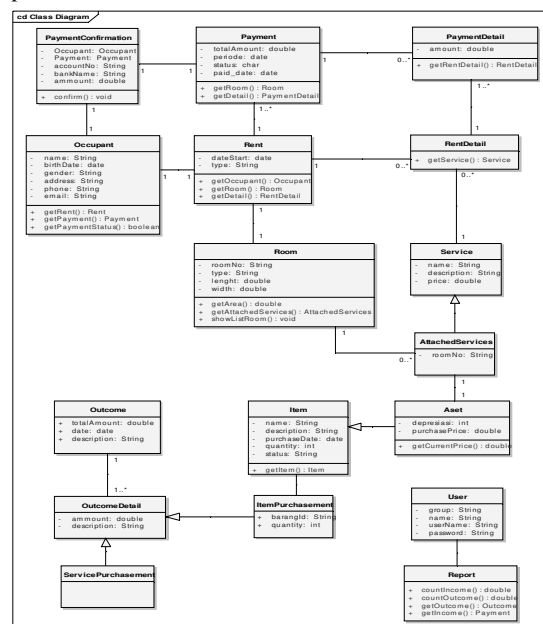 cd Class Diagram
PaymentConfirmation
- Occupant: Occupant
- Payment: Payment
- accountNo: String
- bankName: String
- ammount: double
+ confirm() : void
Payment
- totalAmount: double
- periode: date
- status: char
- paid_date: date
+ getRoom() : Room
+ getDetail() : PaymentDetail
PaymentDetail
- amount: double
+ getRentDetail() : RentDetail
1
1
1
0..*
1
1
1..*
1
1..*
1
Occupant
- name: String
- birthDate: date
- gender: String
- address: String
- phone: String
- email: String
+ getRent() : Rent
+ getPayment() : Payment
+ getPaymentStatus() : boolean
Rent
- dateStart: date
- type: String
+ getOccupant() : Occupant
+ getRoom() : Room
+ getDetail() : RentDetail
RentDetail
+ getService() : Service
1
1
1
0..*
0..*
1
1
1
Room
- roomNo: String
- type: String
- lenght: double
- width: double
+ getArea() : double
+ getAttachedServices() : AttachedServices
+ showListRoom() : void
Service
- name: String
- description: String
- price: double
1
0..*
AttachedServices
- roomNo: String
1
1
Outcome
+ totalAmount: double
+ date: date
+ description: String
Item
- name: String
- description: String
- purchaseDate: date
- quantity: int
- status: String
+ getItem() : Item
Aset
- depresiasi: int
- purchasePrice: double
+ getCurrentPrice() : double
1
1..*
OutcomeDetail
- ammount: double
- description: String
ItemPurchasement
+ barangId: String
+ quantity: int
User
- group: String
- name: String
- userName: String
- password: String
ServicePurchasement
Report
+ countIncome() : double
+ countOutcome() : double
+ getOutcome() : Outcome
+ getIncome() : Payment